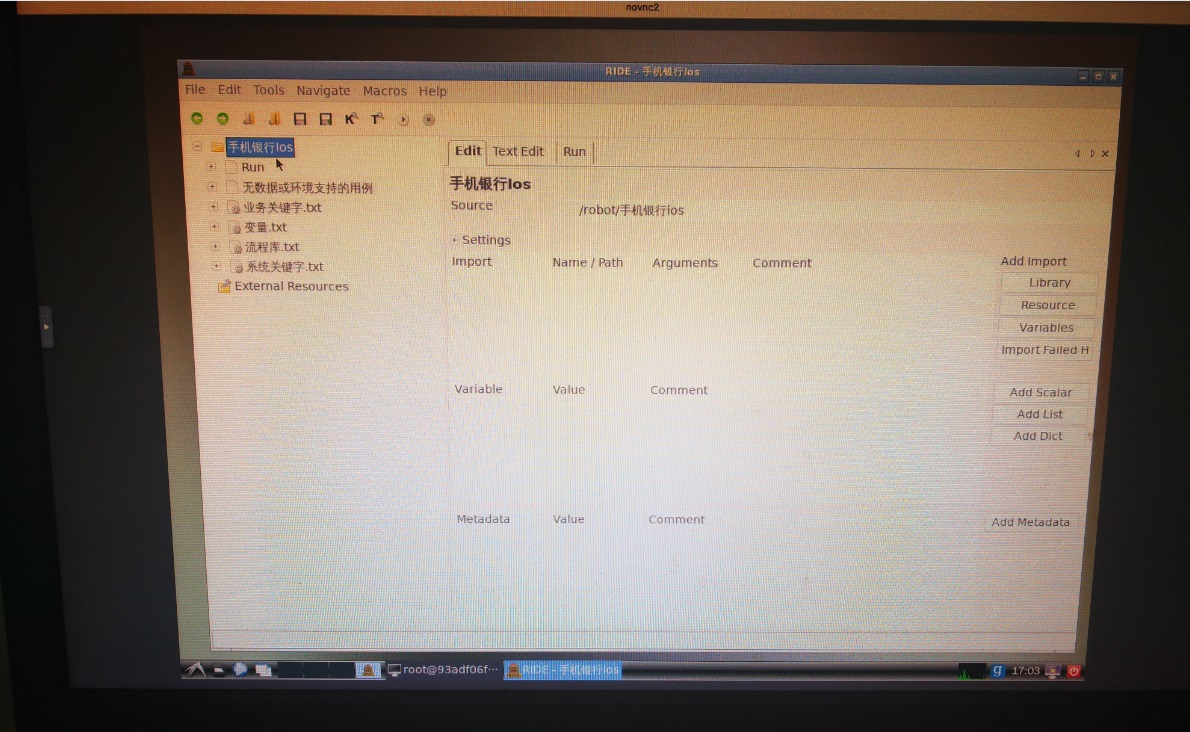 novnc2
RIDE - 手机银行Ios
File Edit Tools Navigate Macros Help
手机银行Ios
Run
无数据或环境支持的用例
业务关键字.txt
变量.txt
流程库.txt
系统关键字.txt
External Resources
Edit Text Edit Run
手机银行Ios
Source /robot/手机银行ios
Settings
Import Name / Path Arguments Comment Add Import
Library
Resource
Variables
Import Failed H
Variable Value Comment Add Scalar
Add List
Add Dict
Metadata Value Comment Add Metadata
root@93adf06f··· RIDE - 手机银行Ios 17:03